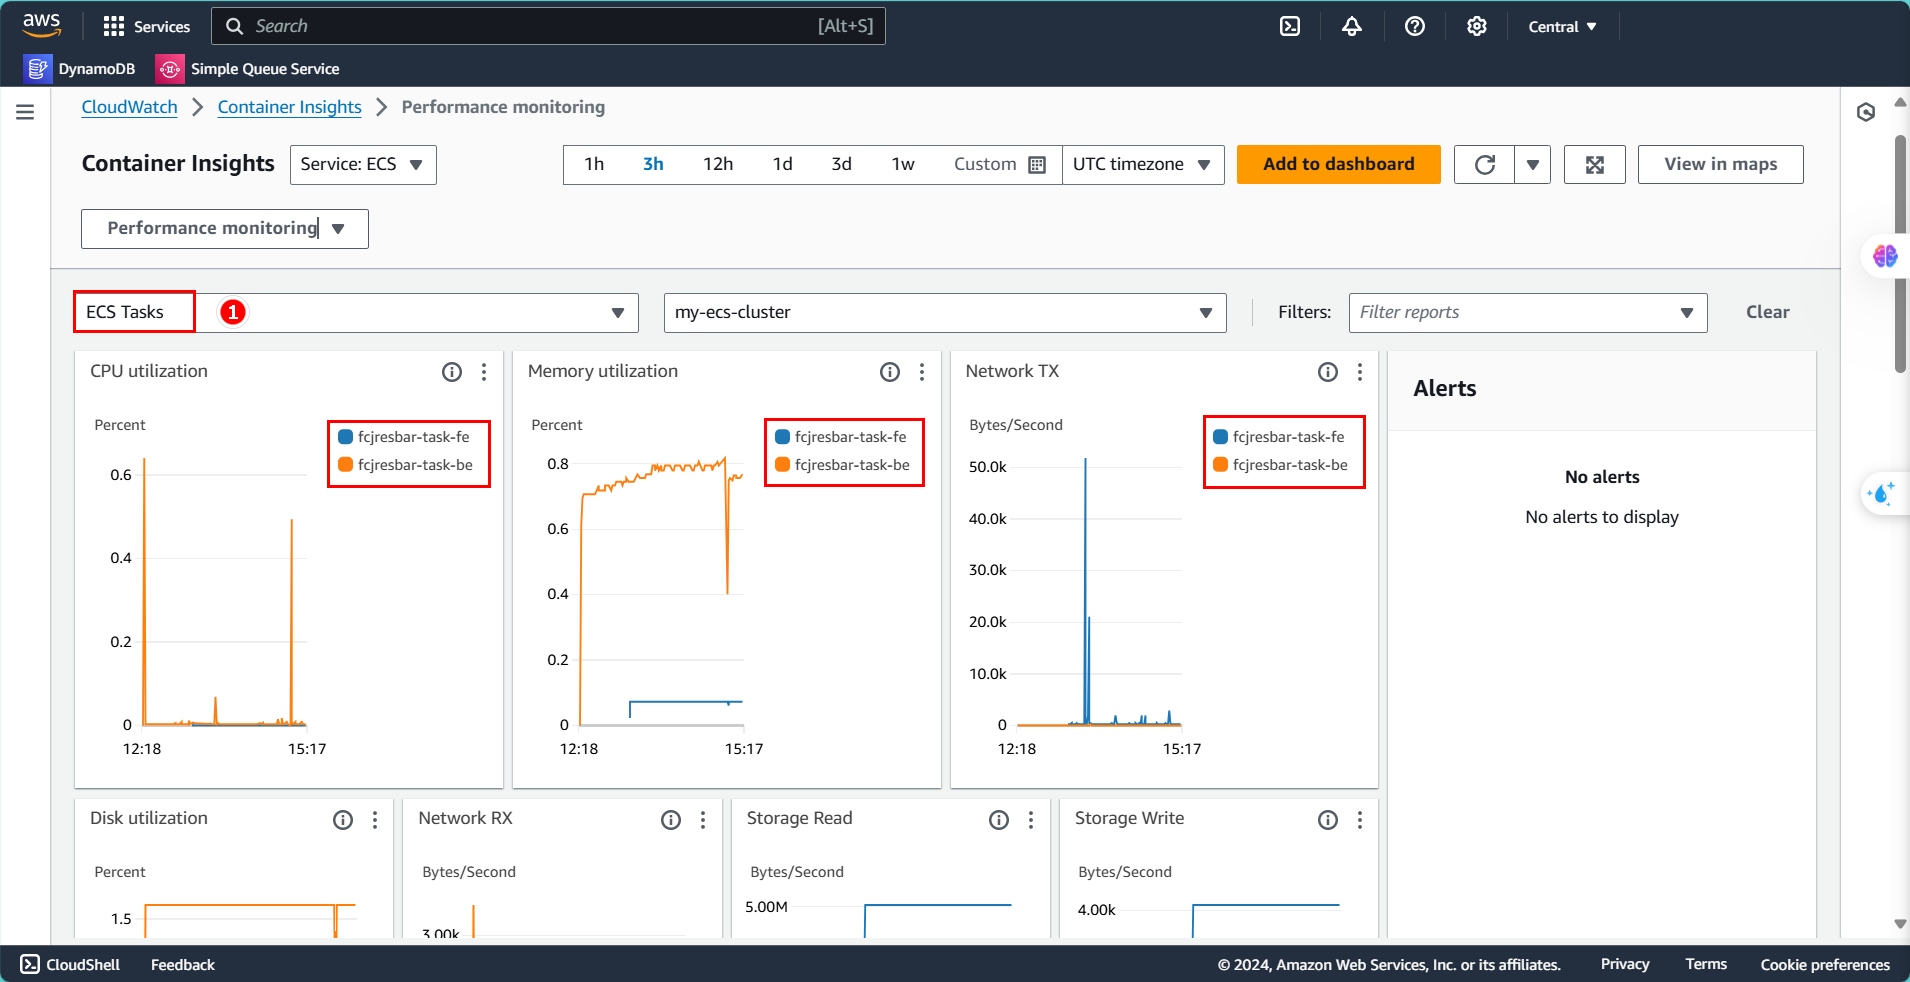 aws Services Search [Alt+S] Central
DynamoDB Simple Queue Service
CloudWatch Container Insights Performance monitoring
Container Insights Service: ECS 1h 3h 12h 1d 3d 1w Custom UTC timezone Add to dashboard View in maps
Performance monitoring
ECS Tasks 1 my-ecs-cluster Filters: Filter reports Clear
CPU utilization
Percent
fcjresbar-task-fe
fcjresbar-task-be
0.6
0.4
0.2
0
12:18 15:17
Memory utilization
Percent
fcjresbar-task-fe
fcjresbar-task-be
0.8
0.6
0.4
0.2
0
12:18 15:17
Network TX
Bytes/Second
fcjresbar-task-fe
fcjresbar-task-be
50.0k
40.0k
30.0k
20.0k
10.0k
0
12:18 15:17
Alerts
No alerts
No alerts to display
Disk utilization
Percent
1.5
Network RX
Bytes/Second
3.00k
Storage Read
Bytes/Second
5.00M
Storage Write
Bytes/Second
4.00k
CloudShell Feedback © 2024, Amazon Web Services, Inc. or its affiliates. Privacy Terms Cookie preferences